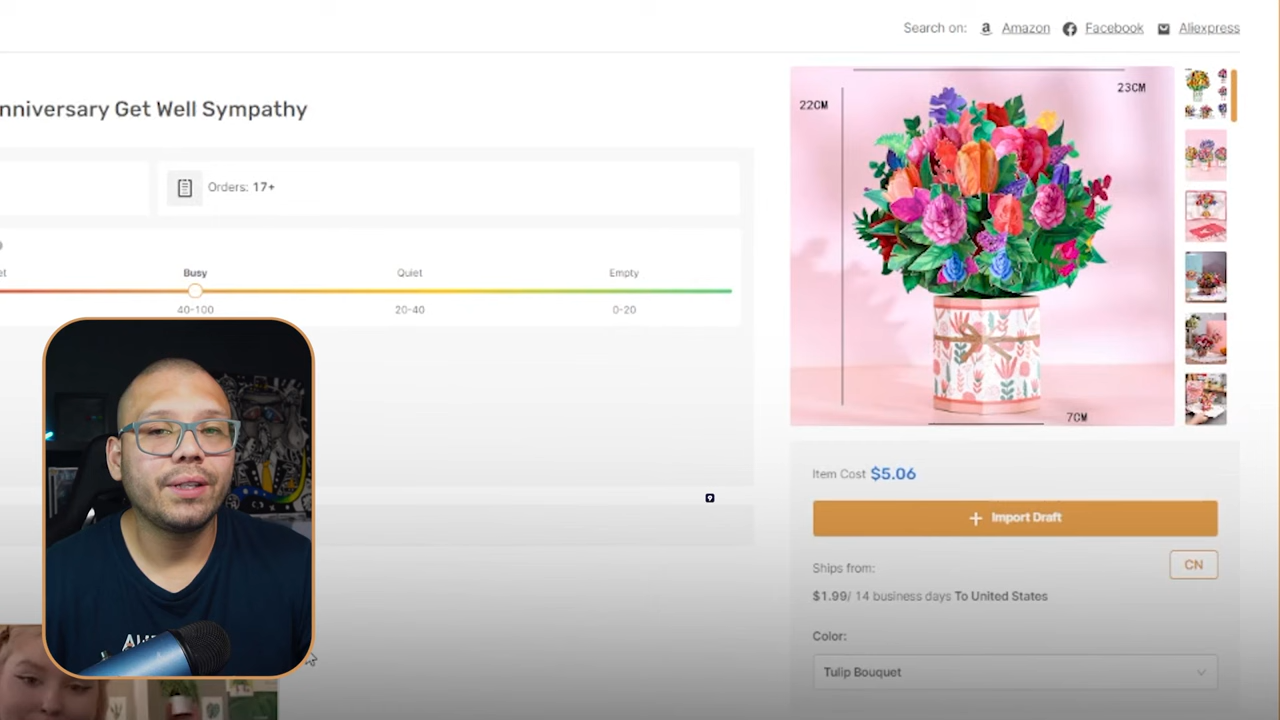 Search on: Amazon Facebook Aliexpress
nniversary Get Well Sympathy
Orders: 17+
et Busy Quiet Empty
40-100 20-40 0-20
22CM
23CM
7CM
Item Cost $5.06
+ Import Draft
Ships from: CN
$1.99/ 14 business days To United States
Color:
Tulip Bouquet